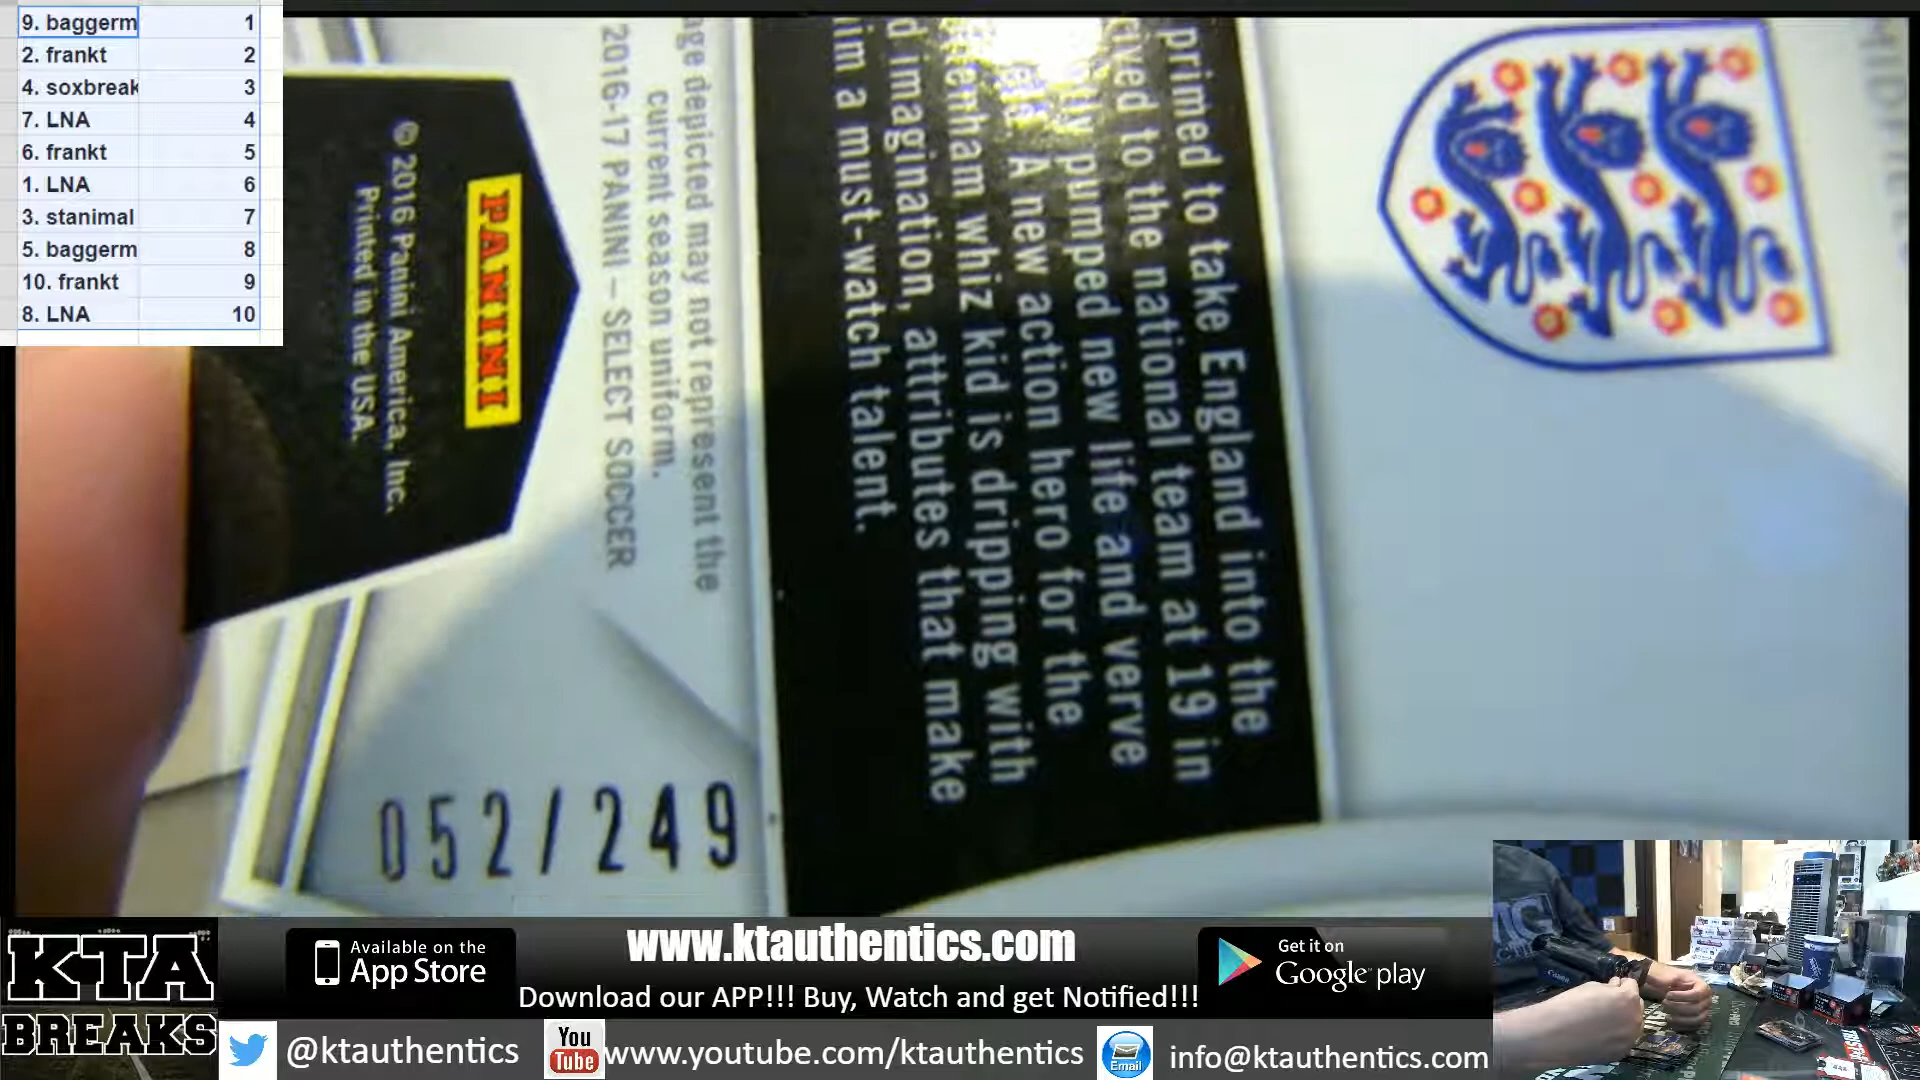 9. baggerm 1
2. frankt 2
4. soxbreak 3
7. LNA 4
6. frankt 5
1. LNA 6
3. stanimal 7
5. baggerm 8
10. frankt 9
8. LNA 10
primed to take England into the
to the national team at 19 in
pumped new life and verve
A new action hero for the
whiz kid is dripping with
d imagination, attributes that make
im a must-watch talent.
age depicted may not represent the
current season uniform.
2016-17 PANINI – SELECT SOCCER
PANINI
© 2016 Panini America, Inc.
Printed in the USA.
052/249
KTA
BREAKS
Available on the
App Store
www.ktauthentics.com
Download our APP!!! Buy, Watch and get Notified!!!
Get it on
Google play
@ktauthentics
You
Tube
www.youtube.com/ktauthentics
Email
info@ktauthentics.com